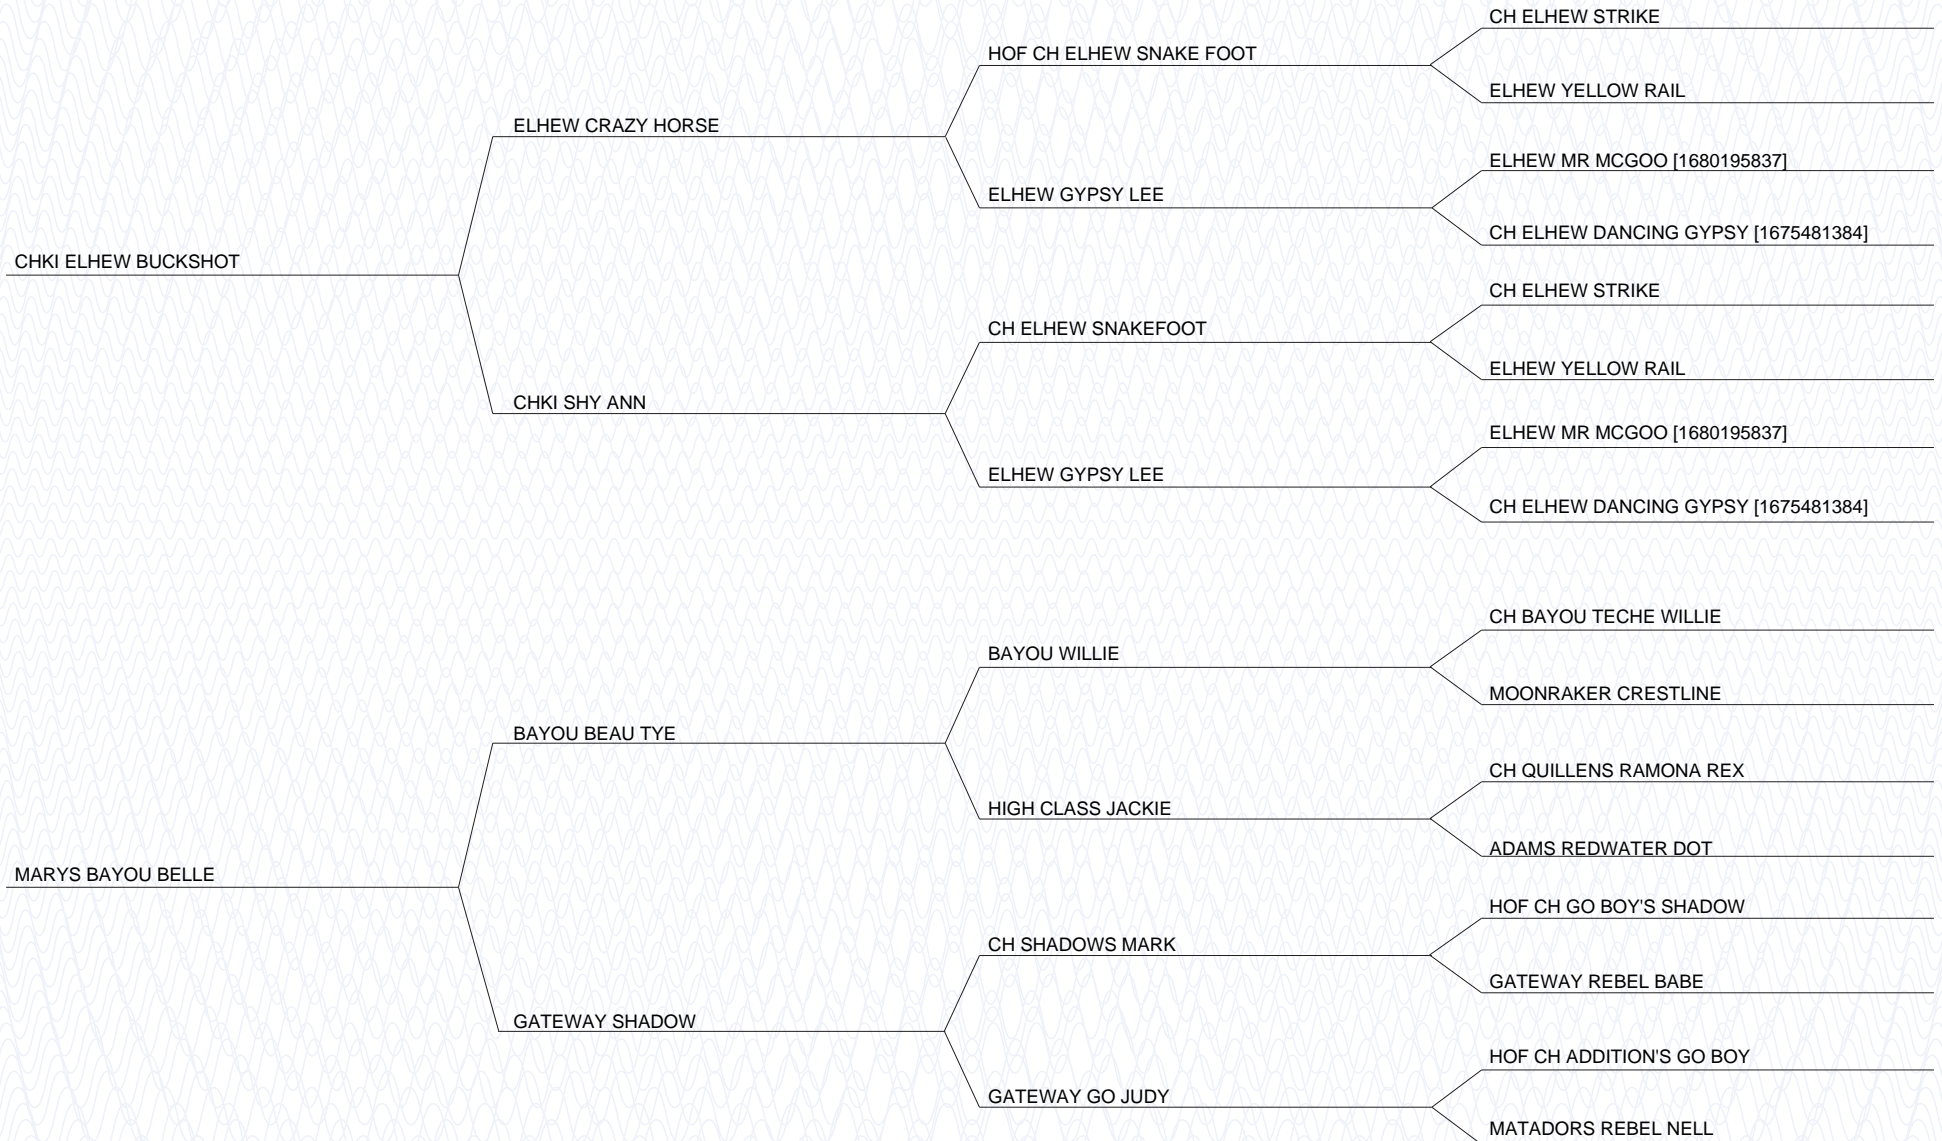 CHKI ELHEW BUCKSHOT
ELHEW CRAZY HORSE
HOF CH ELHEW SNAKE FOOT
CH ELHEW STRIKE
ELHEW YELLOW RAIL
ELHEW GYPSY LEE
ELHEW MR MCGOO [1680195837]
CH ELHEW DANCING GYPSY [1675481384]
CHKI SHY ANN
CH ELHEW SNAKEFOOT
CH ELHEW STRIKE
ELHEW YELLOW RAIL
ELHEW GYPSY LEE
ELHEW MR MCGOO [1680195837]
CH ELHEW DANCING GYPSY [1675481384]
MARYS BAYOU BELLE
BAYOU BEAU TYE
BAYOU WILLIE
CH BAYOU TECHE WILLIE
MOONRAKER CRESTLINE
HIGH CLASS JACKIE
CH QUILLENS RAMONA REX
ADAMS REDWATER DOT
GATEWAY SHADOW
CH SHADOWS MARK
HOF CH GO BOY'S SHADOW
GATEWAY REBEL BABE
GATEWAY GO JUDY
HOF CH ADDITION'S GO BOY
MATADORS REBEL NELL